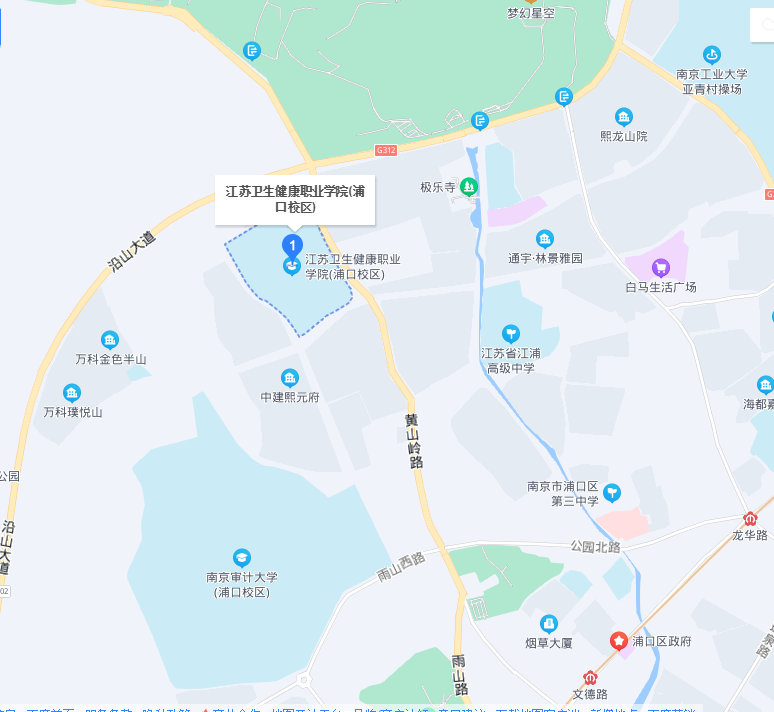 梦幻星空
南京工业大学
亚青村操场
熙龙山院
G312
极乐寺
江苏卫生健康职业学院(浦
口校区)
沿山大道
1
江苏卫生健康职业
学院(浦口校区)
通宇·林景雅园
白马生活广场
万科金色半山
江苏省江浦
高级中学
中建熙元府
万科璞悦山
海都嘉
黄山岭路
公园
南京市浦口区
第三中学
沿山大道
龙华路
公园北路
雨山西路
南京审计大学
(浦口校区)
02
烟草大厦
浦口区政府
雨山路
文德路